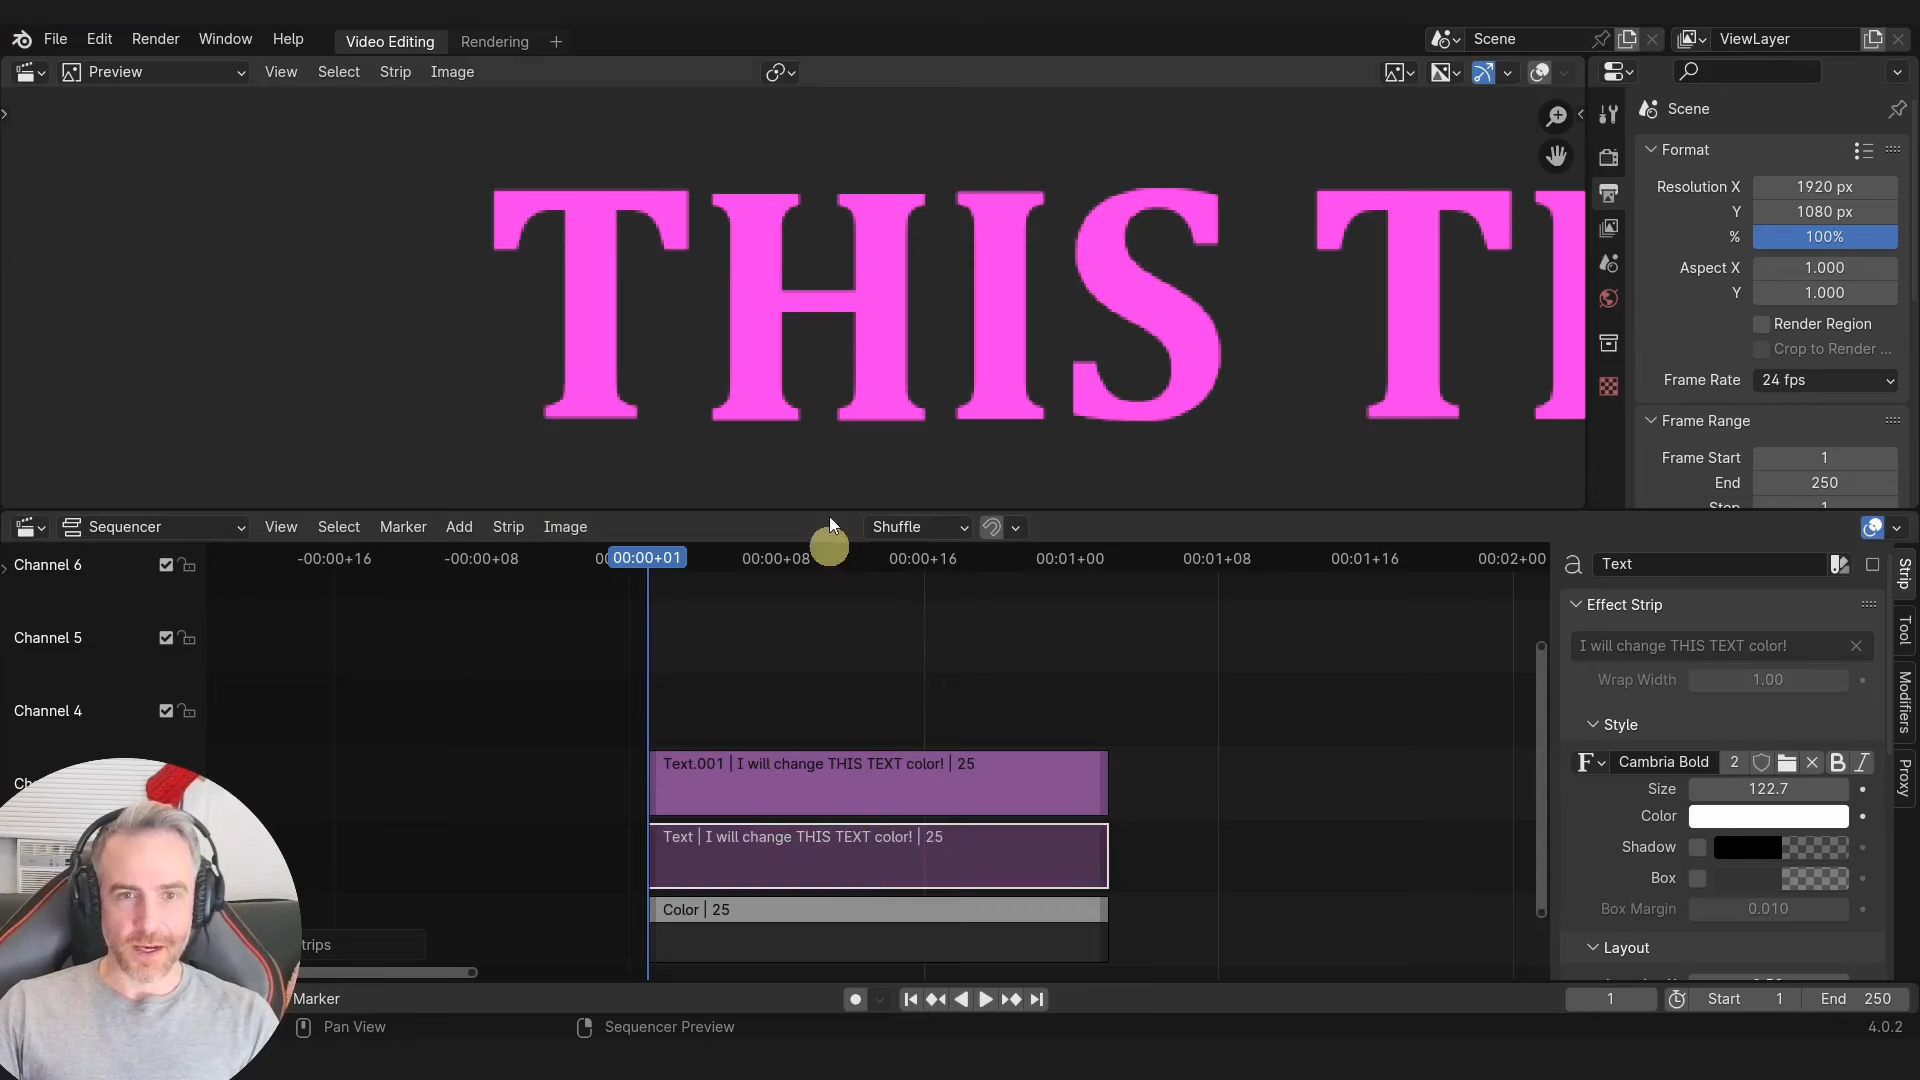 File Edit Render Window Help Video Editing Rendering + Scene ViewLayer
Preview View Select Strip Image
Scene
Format
Resolution X 1920 px
Y 1080 px
% 100%
Aspect X 1.000
Y 1.000
Render Region
Crop to Render ...
Frame Rate 24 fps
Frame Range
Frame Start 1
End 250
THIS
Sequencer View Select Marker Add Strip Image Shuffle
-00:00+16 -00:00+08 00:00+01 00:00+08 00:00+16 00:01+00 00:01+08 00:01+16 00:02+00
Channel 6
Channel 5
Channel 4
Text.001 | I will change THIS TEXT color! | 25
Text | I will change THIS TEXT color! | 25
Color | 25
trips
Text
Effect Strip
I will change THIS TEXT color!
Wrap Width 1.00
Style
Cambria Bold 2 B I
Size 122.7
Color
Shadow
Box
Box Margin 0.010
Layout
Strip
Tool
Modifiers
Proxy
Marker 1 Start 1 End 250
Pan View Sequencer Preview 4.0.2